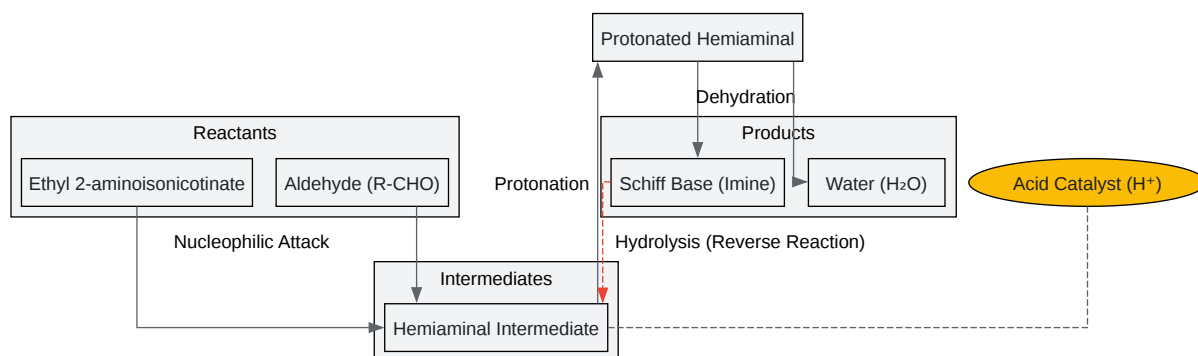 Protonated Hemiaminal
Dehydration
Reactants
Products
Ethyl 2-aminoisonicotinate
Aldehyde (R-CHO)
Protonation
Schiff Base (Imine)
Water (H₂O)
Acid Catalyst (H⁺)
Nucleophilic Attack
Hydrolysis (Reverse Reaction)
Intermediates
Hemiaminal Intermediate